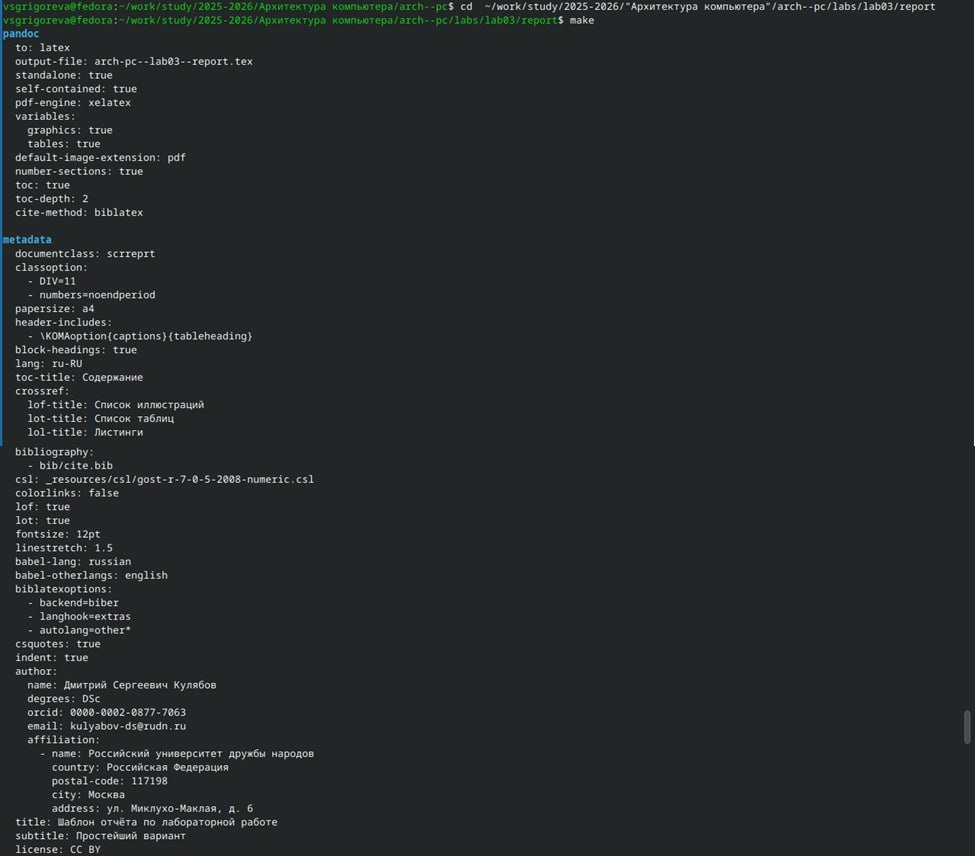 vsgrigoreva@fedora:~/work/study/2025-2026/Архитектура компьютера/arch--pc$ cd  ~/work/study/2025-2026/"Архитектура компьютера"/arch--pc/labs/lab03/report
vsgrigoreva@fedora:~/work/study/2025-2026/Архитектура компьютера/arch--pc/labs/lab03/report$ make
pandoc
  to: latex
  output-file: arch-pc--lab03--report.tex
  standalone: true
  self-contained: true
  pdf-engine: xelatex
  variables:
    graphics: true
    tables: true
  default-image-extension: pdf
  number-sections: true
  toc: true
  toc-depth: 2
  cite-method: biblatex

metadata
  documentclass: scrreprt
  classoption:
    - DIV=11
    - numbers=noendperiod
  papersize: a4
  header-includes:
    - \KOMAoption{captions}{tableheading}
  block-headings: true
  lang: ru-RU
  toc-title: Содержание
  crossref:
    lof-title: Список иллюстраций
    lot-title: Список таблиц
    lol-title: Листинги
  bibliography:
    - bib/cite.bib
  csl: _resources/csl/gost-r-7-0-5-2008-numeric.csl
  colorlinks: false
  lof: true
  lot: true
  fontsize: 12pt
  linestretch: 1.5
  babel-lang: russian
  babel-otherlangs: english
  biblatexoptions:
    - backend=biber
    - langhook=extras
    - autolang=other*
  csquotes: true
  indent: true
  author:
    name: Дмитрий Сергеевич Кулябов
    degrees: DSc
    orcid: 0000-0002-0877-7063
    email: kulyabov-ds@rudn.ru
    affiliation:
      - name: Российский университет дружбы народов
        country: Российская Федерация
        postal-code: 117198
        city: Москва
        address: ул. Миклухо-Маклая, д. 6
  title: Шаблон отчёта по лабораторной работе
  subtitle: Простейший вариант
  license: CC BY